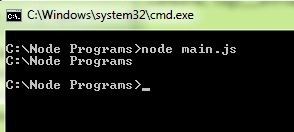 C:\Windows\system32\cmd.exe
C:\Node Programs>node main.js
C:\Node Programs
C:\Node Programs>_